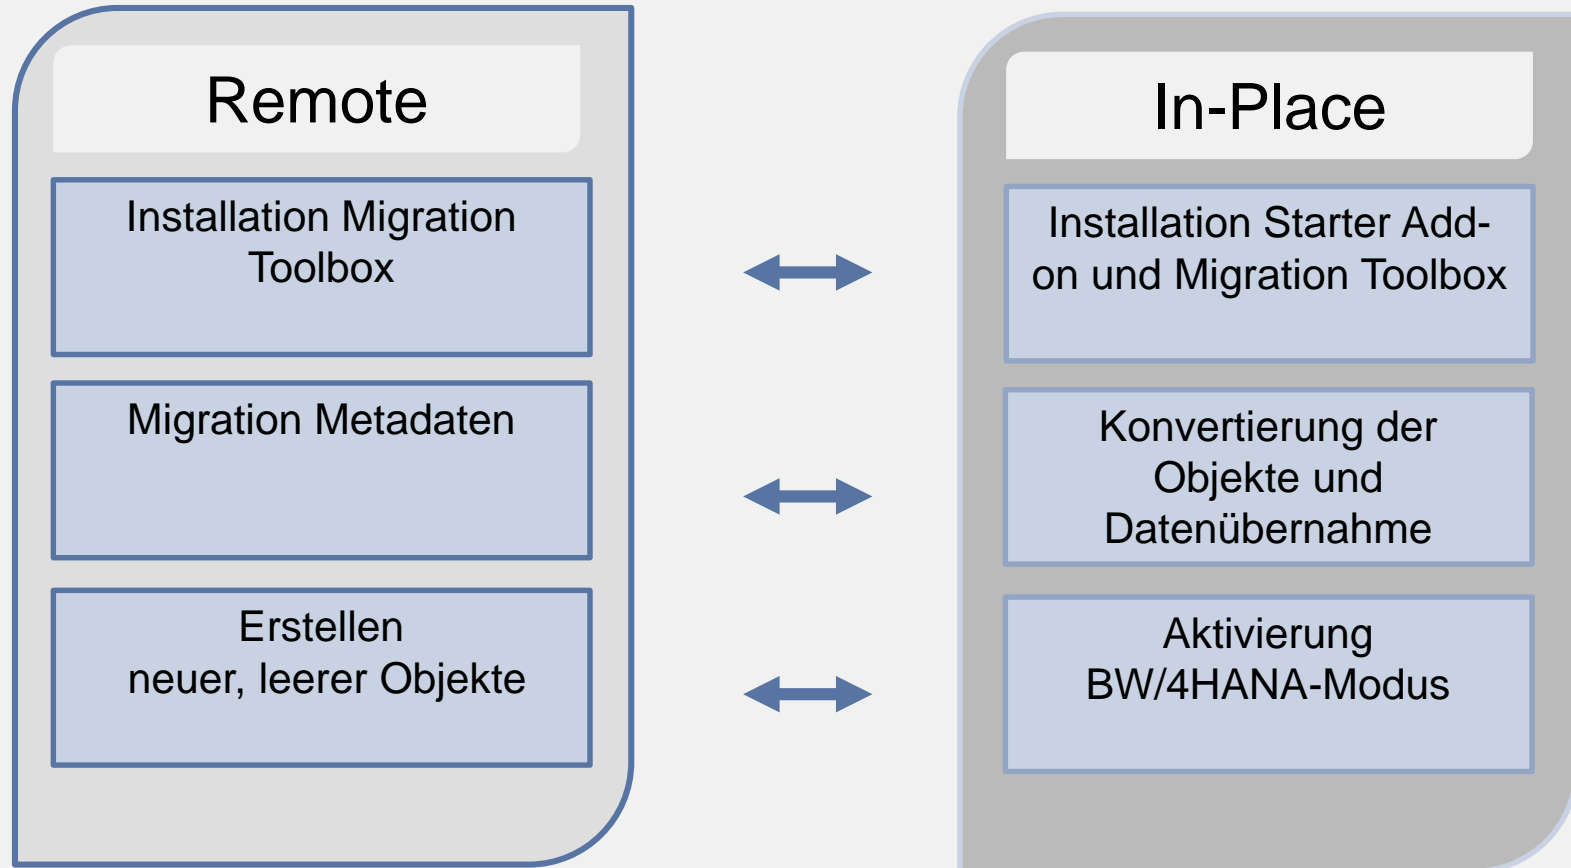 Remote
Installation Migration
Toolbox
Migration Metadaten
Erstellen
neuer, leerer Objekte
In-Place
Installation Starter Add-
on und Migration Toolbox
Konvertierung der
Objekte und
Datenübernahme
Aktivierung
BW/4HANA-Modus